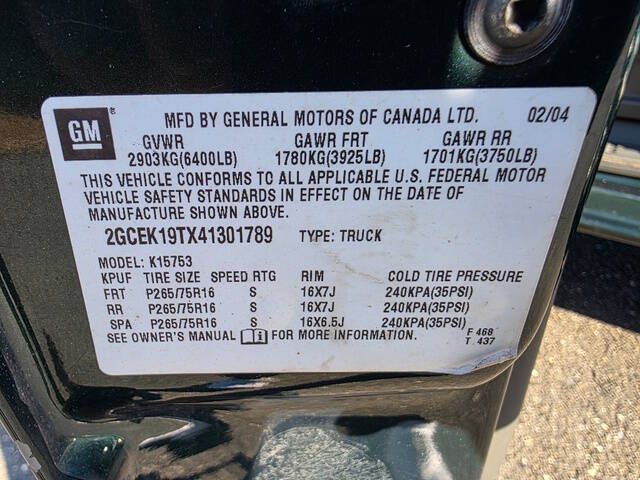 GM ®
MFD BY GENERAL MOTORS OF CANADA LTD. 02/04
GVWR GAWR FRT GAWR RR
2903KG(6400LB) 1780KG(3925LB) 1701KG(3750LB)
THIS VEHICLE CONFORMS TO ALL APPLICABLE U.S. FEDERAL MOTOR
VEHICLE SAFETY STANDARDS IN EFFECT ON THE DATE OF
MANUFACTURE SHOWN ABOVE.
2GCEK19TX41301789 TYPE: TRUCK
MODEL: K15753
KPUF TIRE SIZE SPEED RTG RIM COLD TIRE PRESSURE
FRT P265/75R16 S 16X7J 240KPA(35PSI)
RR P265/75R16 S 16X7J 240KPA(35PSI)
SPA P265/75R16 S 16X6.5J 240KPA(35PSI)
SEE OWNER'S MANUAL FOR MORE INFORMATION.
F 468
T 437